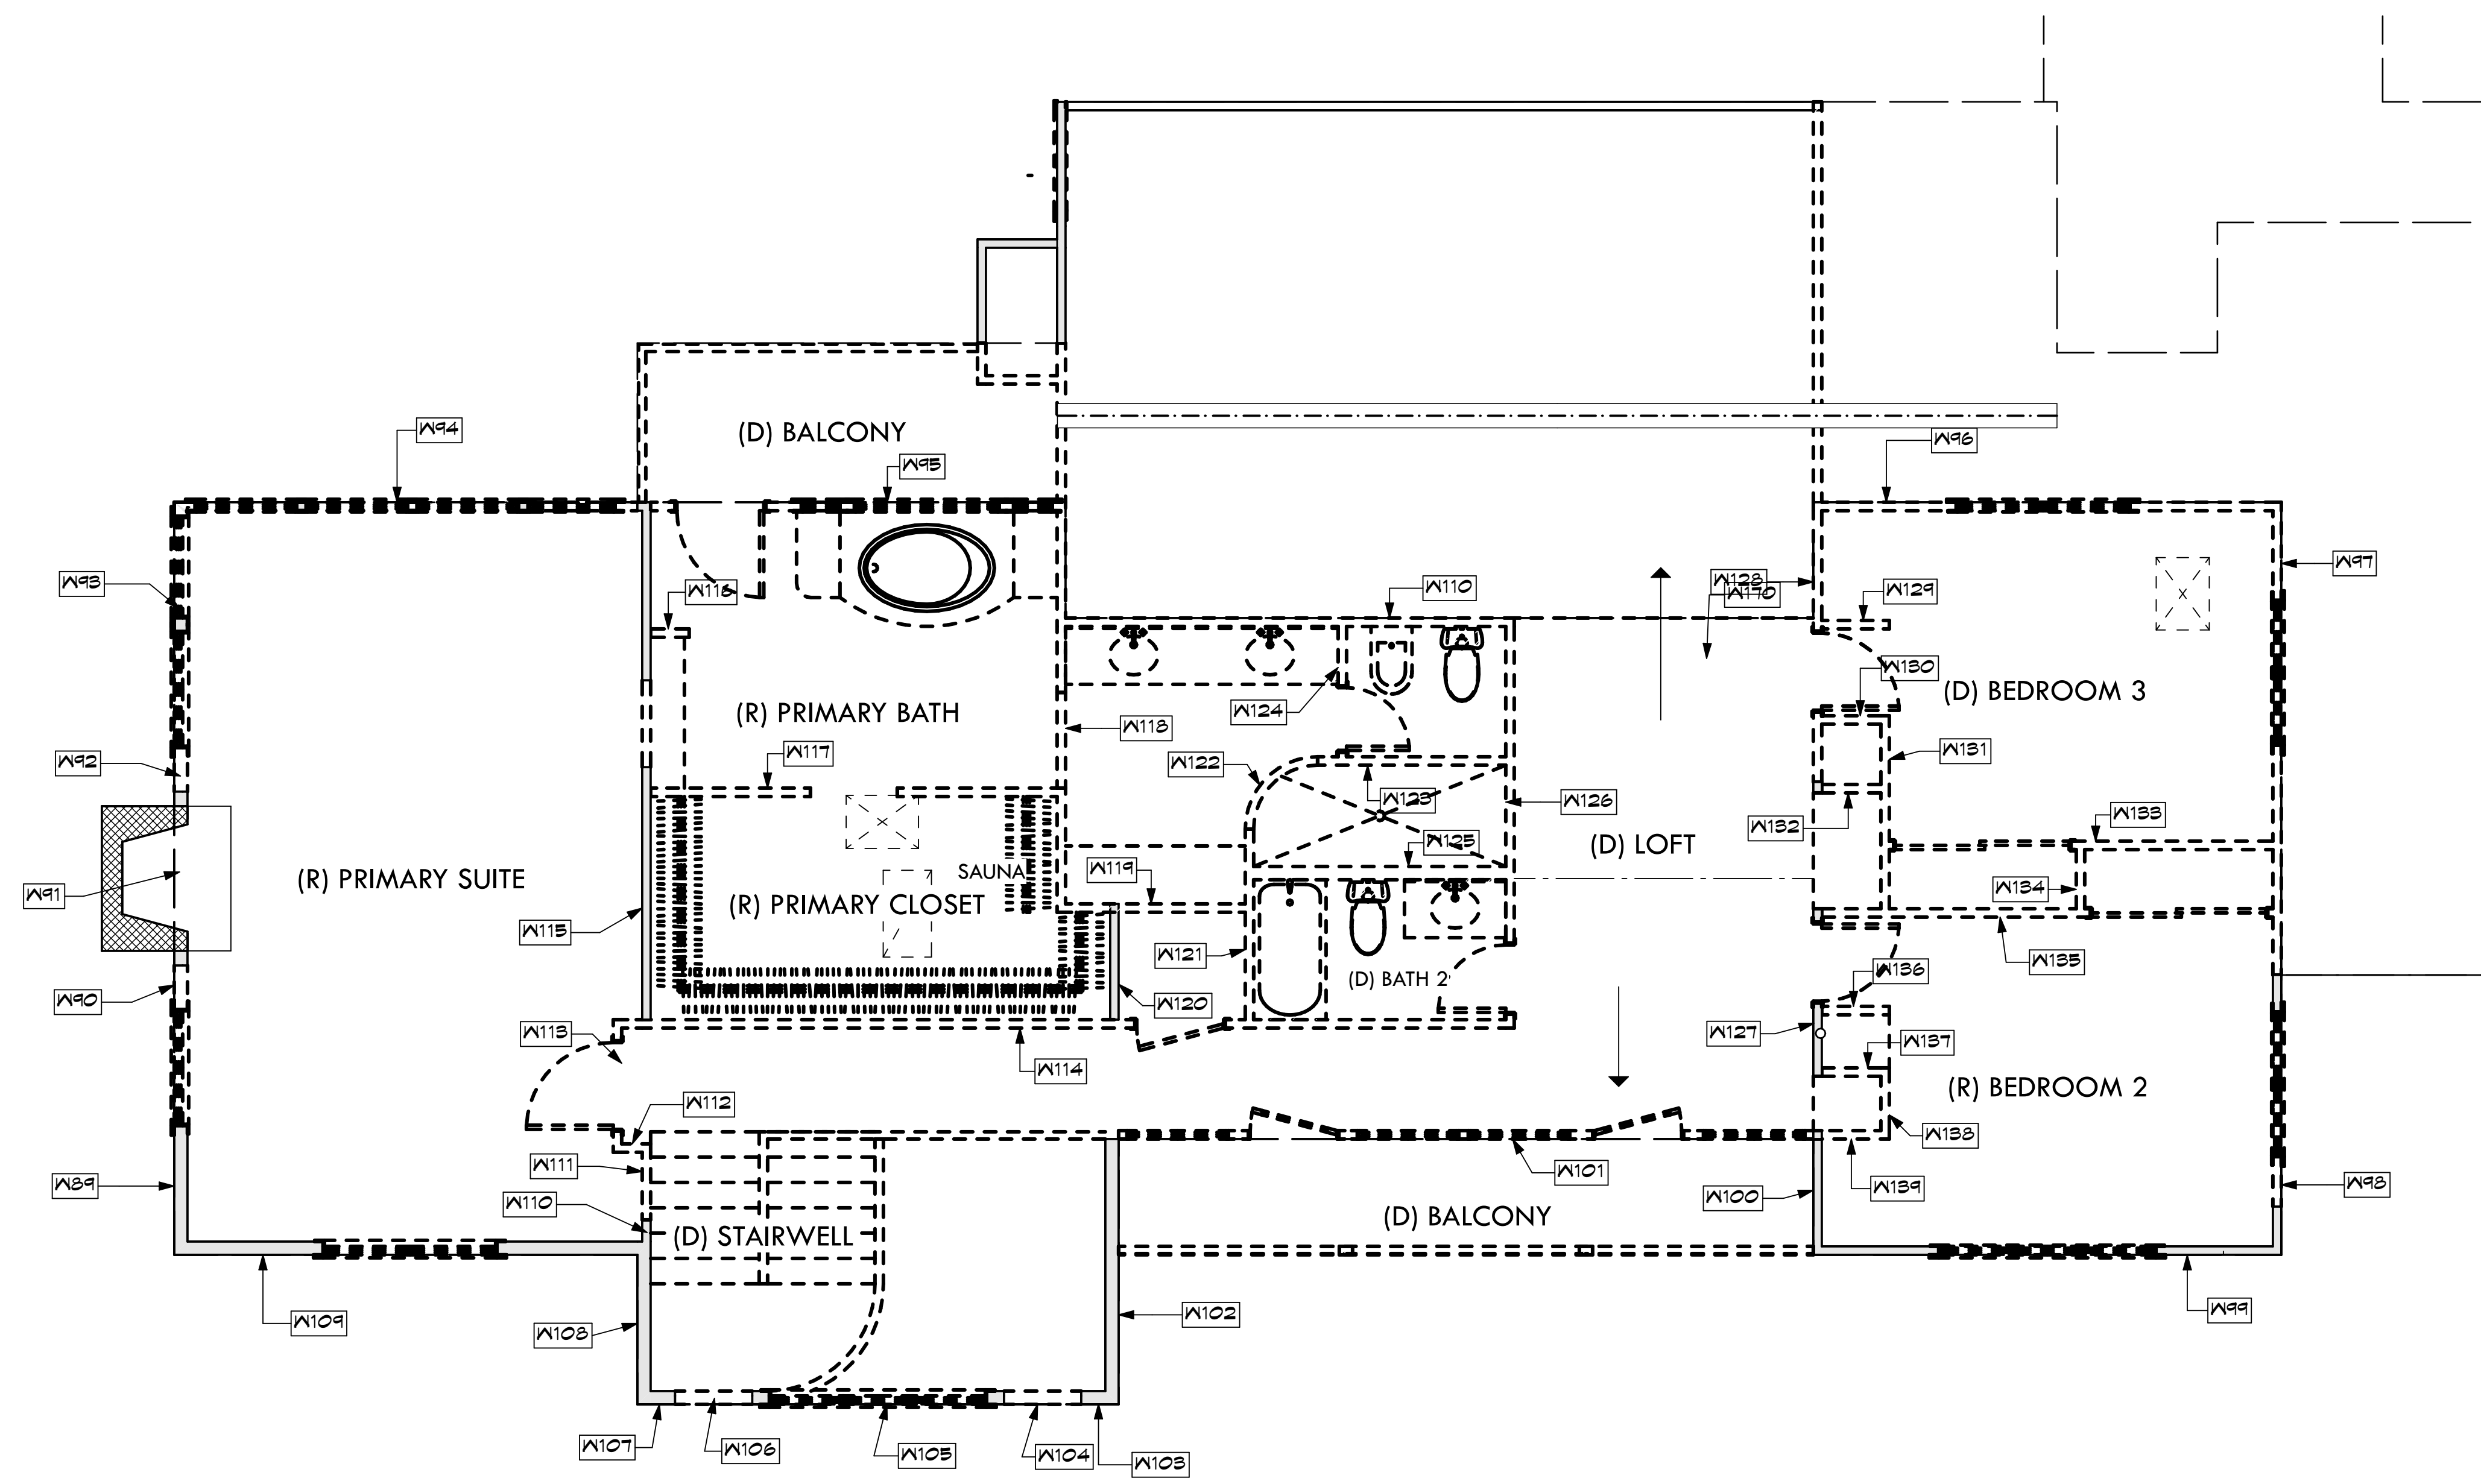 W94
(D) BALCONY
W96
W95
W93
W97
W116
W110
W128
W170
W129
W130
(D) BEDROOM 3
W124
(R) PRIMARY BATH
W118
W92
W117
W122
W131
W123
W126
W133
W132
W125
(D) LOFT
W91
(R) PRIMARY SUITE
SAUNA
W119
W134
(R) PRIMARY CLOSET
W115
W121
W135
W136
(D) BATH 2
W90
W120
W113
W127
W137
W114
(R) BEDROOM 2
W112
W138
W111
W101
W89
W139
W98
W110
W100
(D) STAIRWELL
(D) BALCONY
W109
W108
W102
W99
W107
W106
W105
W104
W103